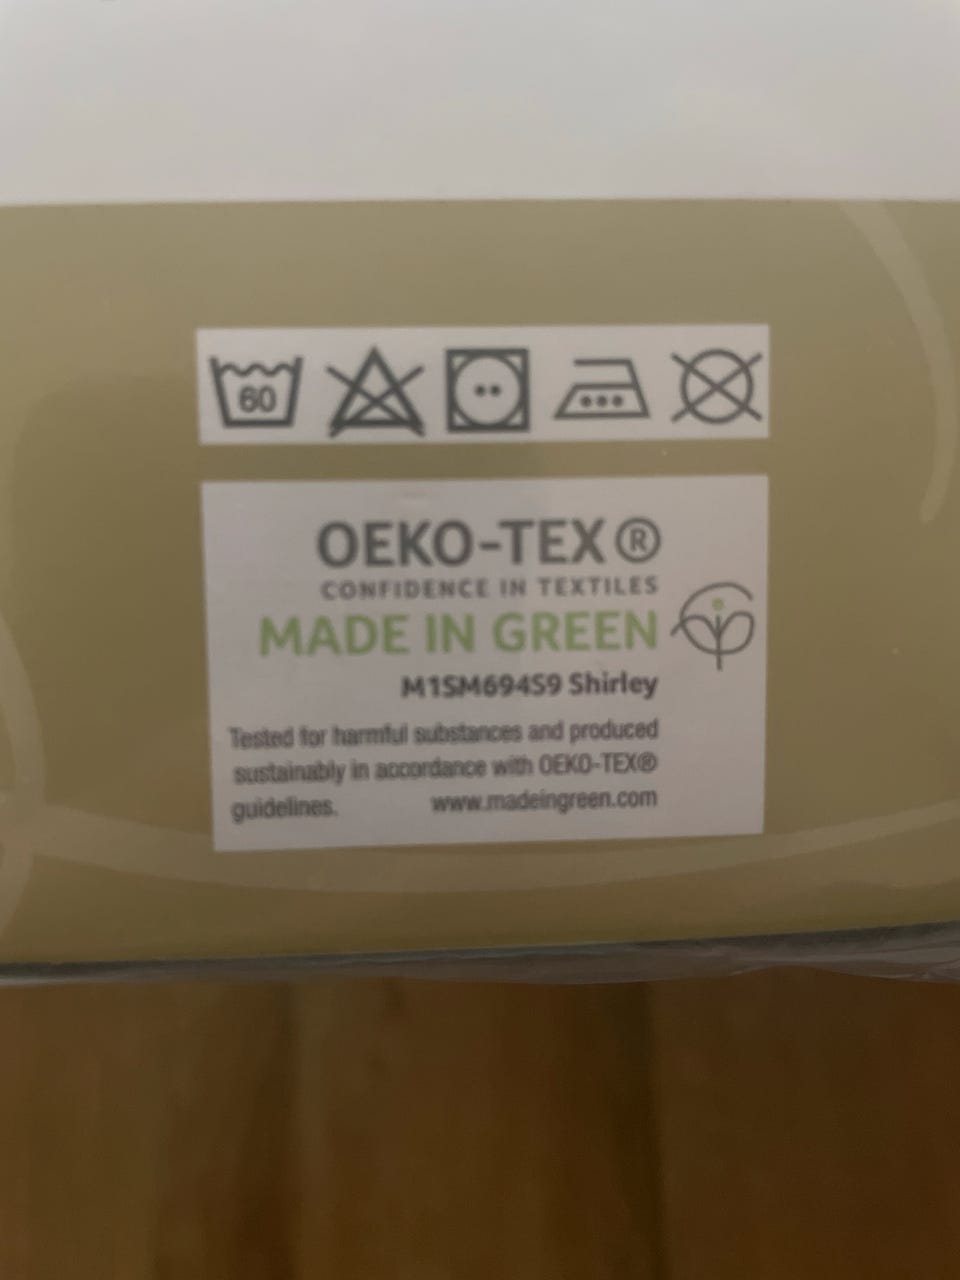 60
OEKO-TEX®
CONFIDENCE IN TEXTILES
MADE IN GREEN
M1SM694S9 Shirley
Tested for harmful substances and produced
sustainably in accordance with OEKO-TEX®
guidelines. www.madeingreen.com